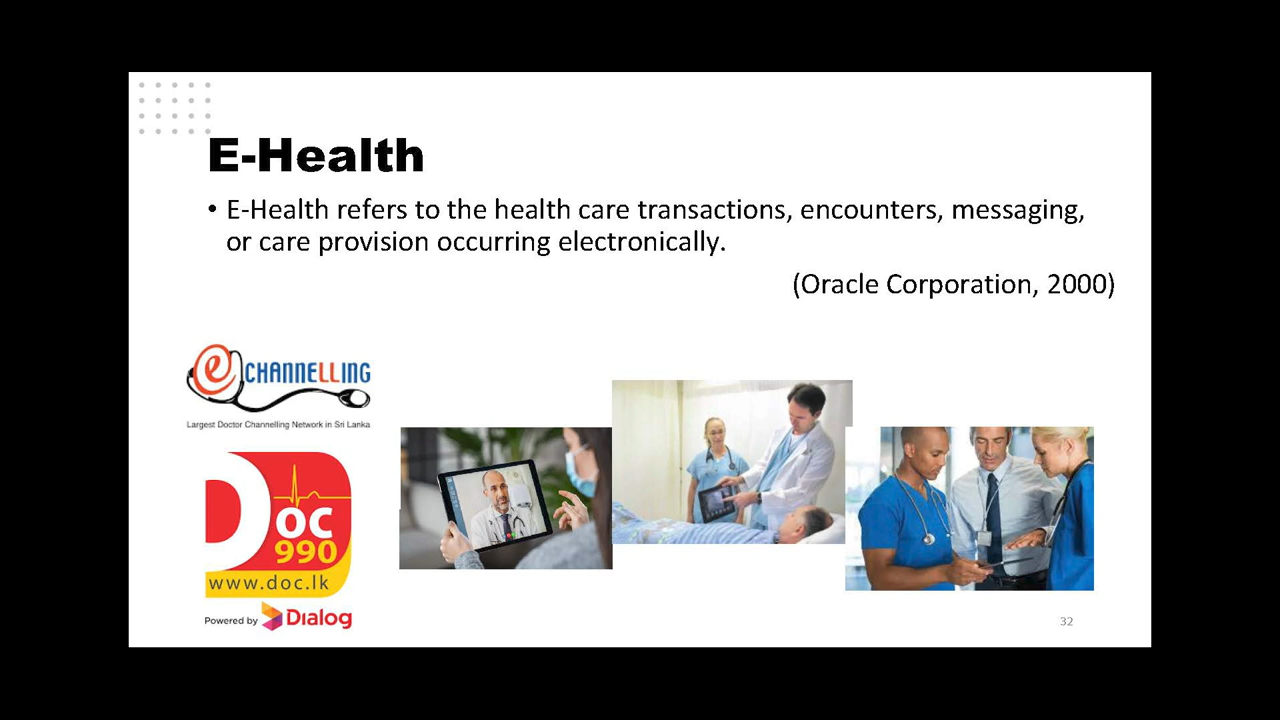 E-Health
• E-Health refers to the health care transactions, encounters, messaging,
or care provision occurring electronically.
(Oracle Corporation, 2000)
e CHANNELLING
Largest Doctor Channelling Network in Sri Lanka
Doc
990
www.doc.lk
Powered by Dialog
32